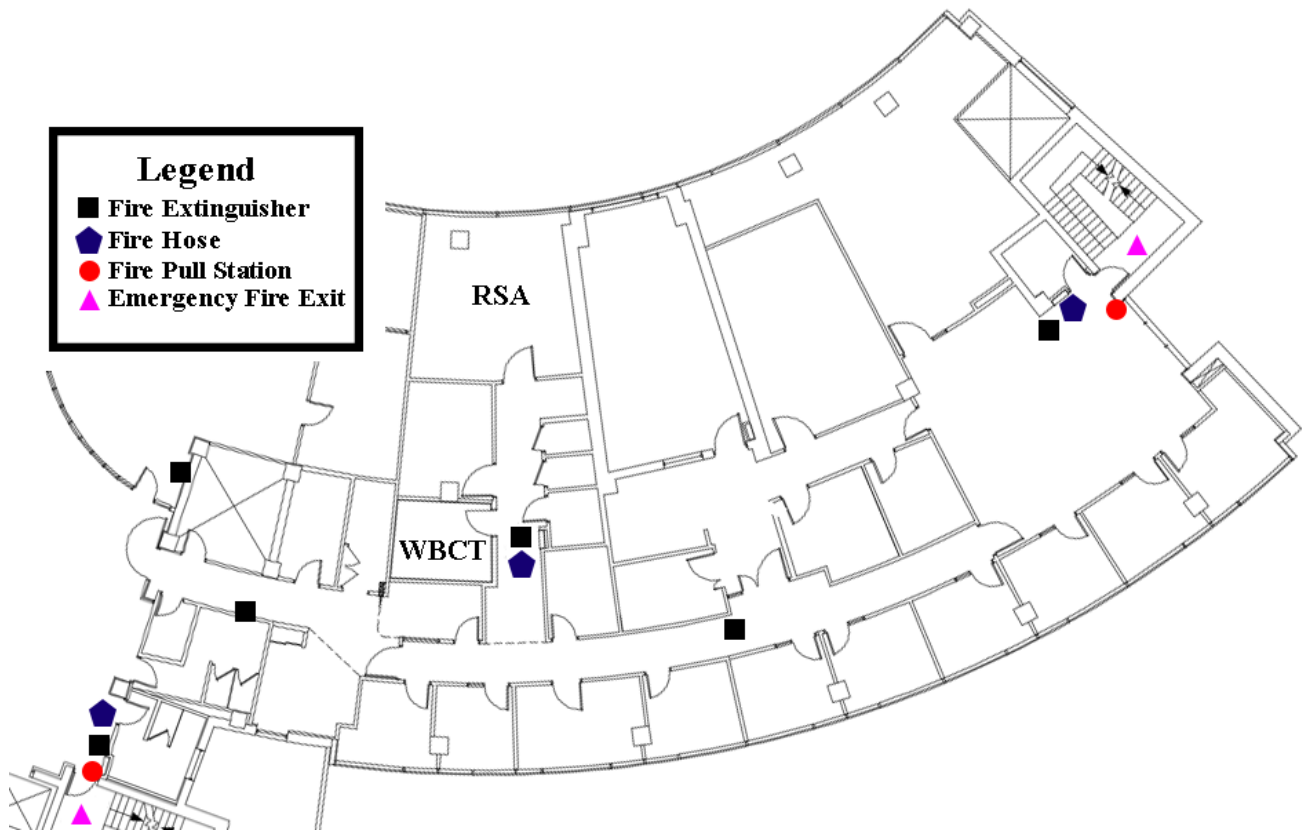 Legend
Fire Extinguisher
Fire Hose
Fire Pull Station
Emergency Fire Exit
RSA
WBCT